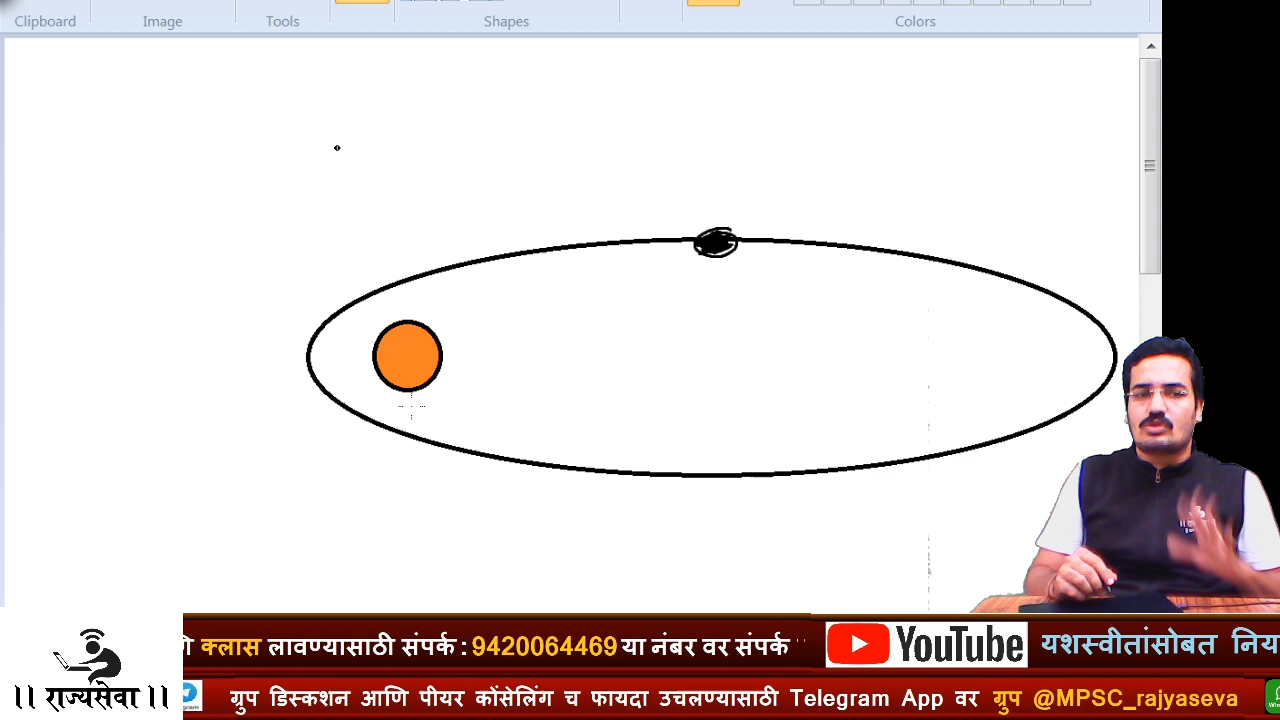 Clipboard Image Tools Shapes Colors
क्लास लावण्यासाठी संपर्क : 9420064469 या नंबर वर संपर्क
YouTube
यशस्वीतांसोबत
।। राज्यसेवा ।।
ग्रुप डिस्कशन आणि पीयर कोंसेलिंग च फायदा उचलण्यासाठी Telegram App वर ग्रुप @MPSC_rajyaseva